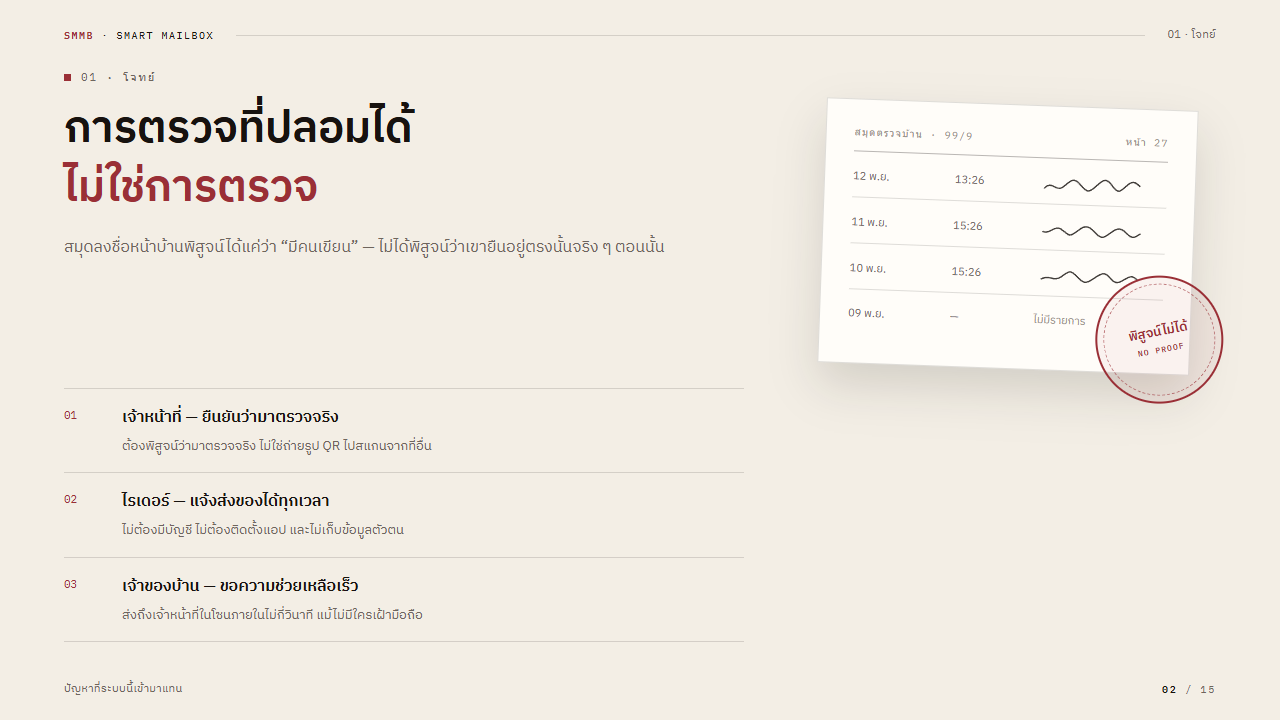 SMMB · SMART MAILBOX
01 · โจทย์
01 · โจทย์
การตรวจที่ปลอมได้
ไม่ใช่การตรวจ
สมุดลงชื่อหน้าบ้านพิสูจน์ได้แค่ว่า “มีคนเขียน” — ไม่ได้พิสูจน์ว่าเขายืนอยู่ตรงนั้นจริง ๆ ตอนนั้น
สมุดตรวจบ้าน · 99/9
หน้า 27
12 พ.ย. 13:26
11 พ.ย. 15:26
10 พ.ย. 15:26
09 พ.ย. — ไม่มีรายการ
พิสูจน์ไม่ได้
NO PROOF
01 เจ้าหน้าที่ — ยืนยันว่ามาตรวจจริง
ต้องพิสูจน์ว่ามาตรวจจริง ไม่ใช่ถ่ายรูป QR ไปสแกนจากที่อื่น
02 ไรเดอร์ — แจ้งส่งของได้ทุกเวลา
ไม่ต้องมีบัญชี ไม่ต้องติดตั้งแอป และไม่เก็บข้อมูลตัวตน
03 เจ้าของบ้าน — ขอความช่วยเหลือเร็ว
ส่งถึงเจ้าหน้าที่ในโซนภายในไม่กี่วินาที แม้ไม่มีใครเฝ้ามือถือ
ปัญหาที่ระบบนี้เข้ามาแทน
02 / 15